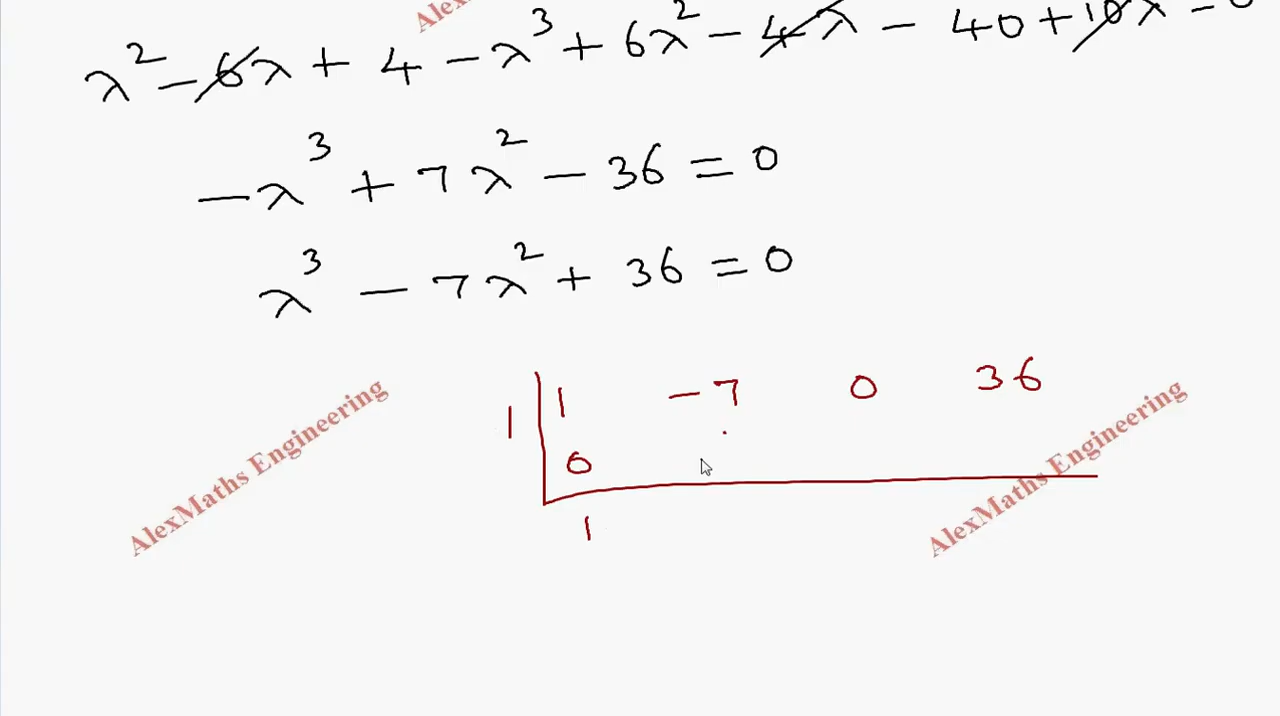 λ² - 6λ + 4 - λ³ + 6λ² - 4λ - 40 + 10λ = 0
-λ³ + 7λ² - 36 = 0
λ³ - 7λ² + 36 = 0
1 | 1 -7 0 36
0
1
AlexMaths Engineering
AlexMaths Engineering